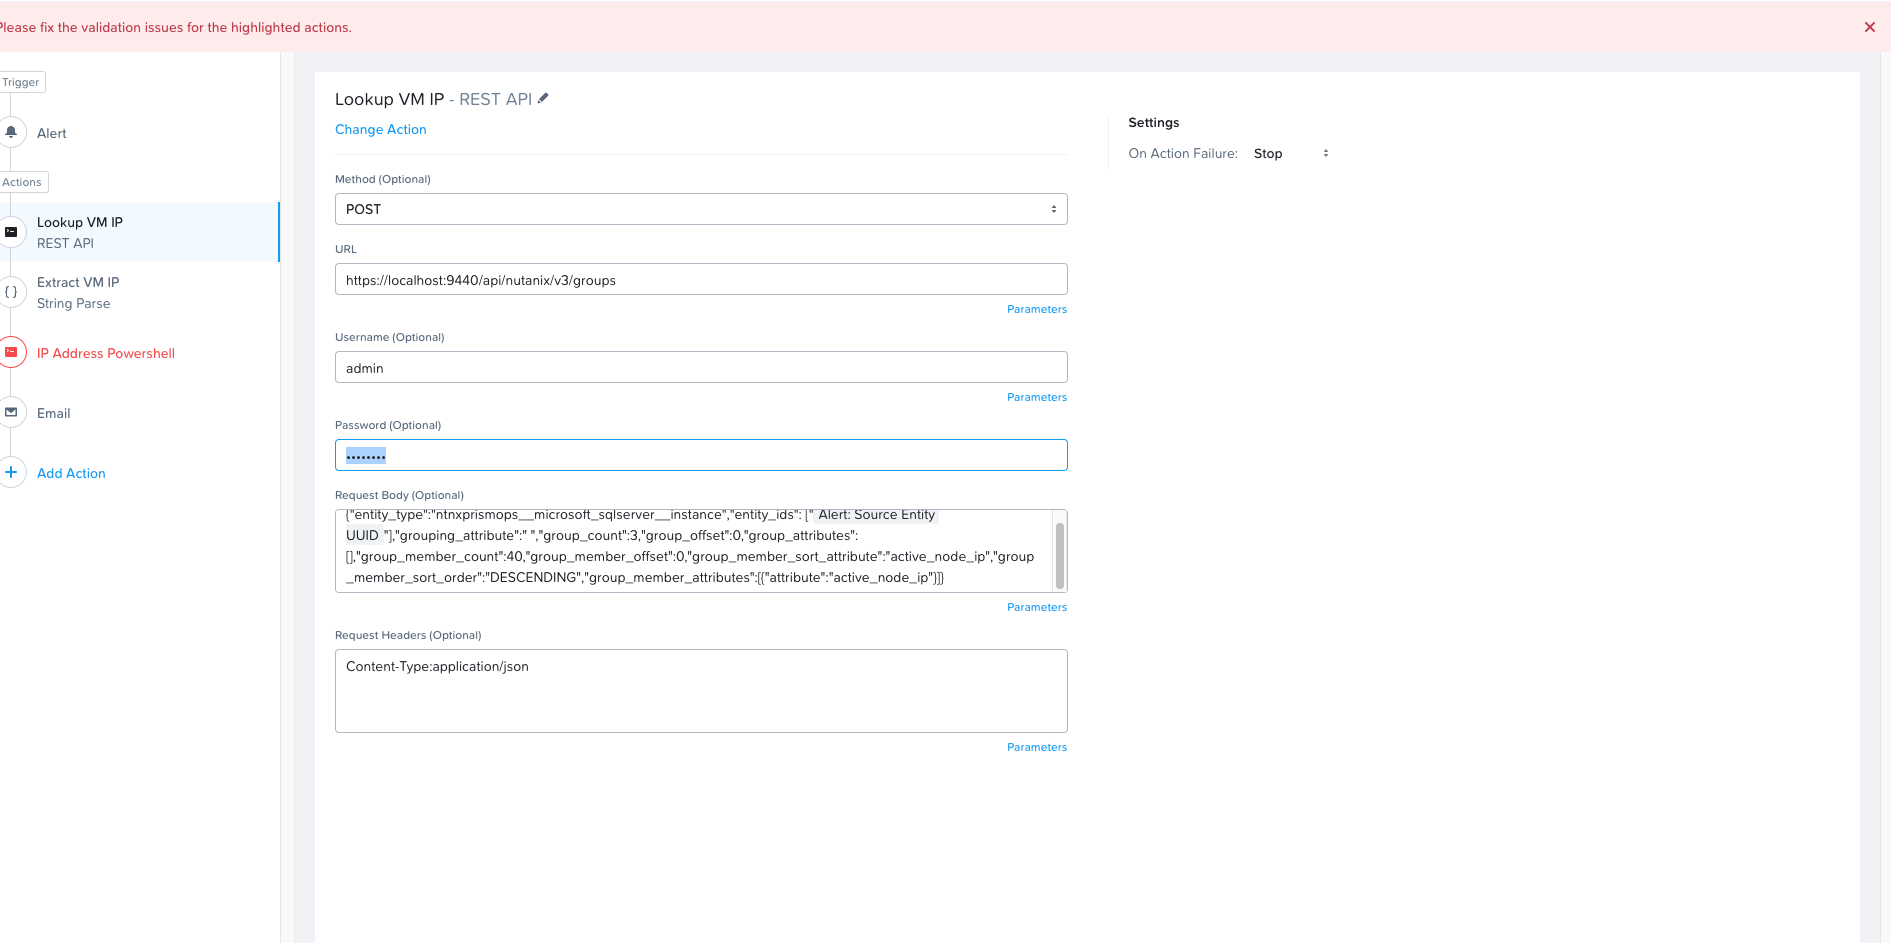 Please fix the validation issues for the highlighted actions.
Trigger
Alert
Actions
Lookup VM IP
REST API
Extract VM IP
String Parse
IP Address Powershell
Email
Add Action
Lookup VM IP - REST API
Change Action
Method (Optional)
POST
URL
https://localhost:9440/api/nutanix/v3/groups
Parameters
Username (Optional)
admin
Parameters
Password (Optional)
••••••••
Request Body (Optional)
{"entity_type":"ntnxprismops__microsoft_sqlserver__instance","entity_ids": [" Alert: Source Entity
UUID "],"grouping_attribute":" ","group_count":3,"group_offset":0,"group_attributes":
[],"group_member_count":40,"group_member_offset":0,"group_member_sort_attribute":"active_node_ip","group
_member_sort_order":"DESCENDING","group_member_attributes":[{"attribute":"active_node_ip"}]}
Parameters
Request Headers (Optional)
Content-Type:application/json
Parameters
Settings
On Action Failure: Stop